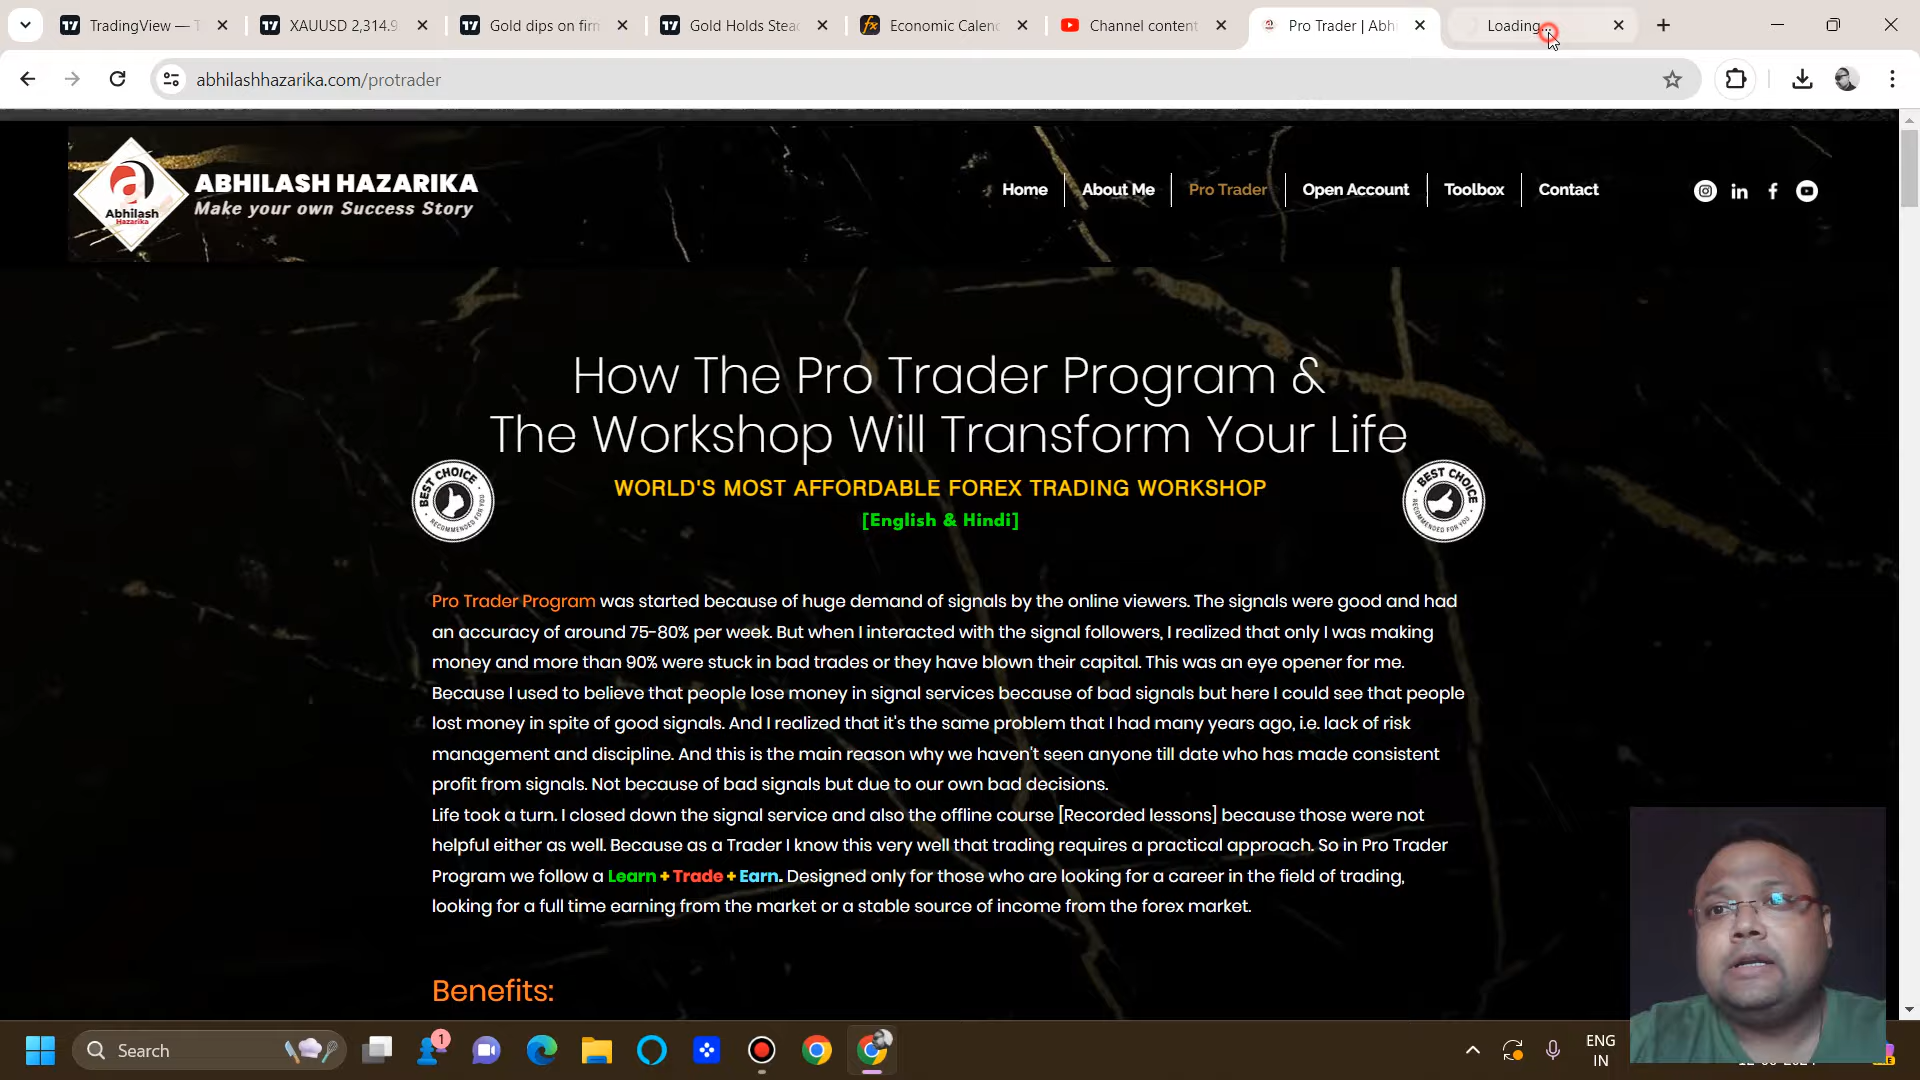 TradingView — T
XAUUSD 2,314.9
Gold dips on firm
Gold Holds Stead
Economic Calend
Channel content
Pro Trader | Abhi
Loading...
abhilashhazarika.com/protrader
Abhilash
Hazarika
ABHILASH HAZARIKA
Make your own Success Story
Home
About Me
Pro Trader
Open Account
Toolbox
Contact
How The Pro Trader Program &
The Workshop Will Transform Your Life
BEST CHOICE
RECOMMENDED FOR YOU
WORLD'S MOST AFFORDABLE FOREX TRADING WORKSHOP
BEST CHOICE
RECOMMENDED FOR YOU
[English & Hindi]
Pro Trader Program was started because of huge demand of signals by the online viewers. The signals were good and had
an accuracy of around 75-80% per week. But when I interacted with the signal followers, I realized that only I was making
money and more than 90% were stuck in bad trades or they have blown their capital. This was an eye opener for me.
Because I used to believe that people lose money in signal services because of bad signals but here I could see that people
lost money in spite of good signals. And I realized that it's the same problem that I had many years ago, i.e. lack of risk
management and discipline. And this is the main reason why we haven't seen anyone till date who has made consistent
profit from signals. Not because of bad signals but due to our own bad decisions.
Life took a turn. I closed down the signal service and also the offline course [Recorded lessons] because those were not
helpful either as well. Because as a Trader I know this very well that trading requires a practical approach. So in Pro Trader
Program we follow a Learn + Trade + Earn. Designed only for those who are looking for a career in the field of trading,
looking for a full time earning from the market or a stable source of income from the forex market.
Benefits:
Search
1
ENG
IN